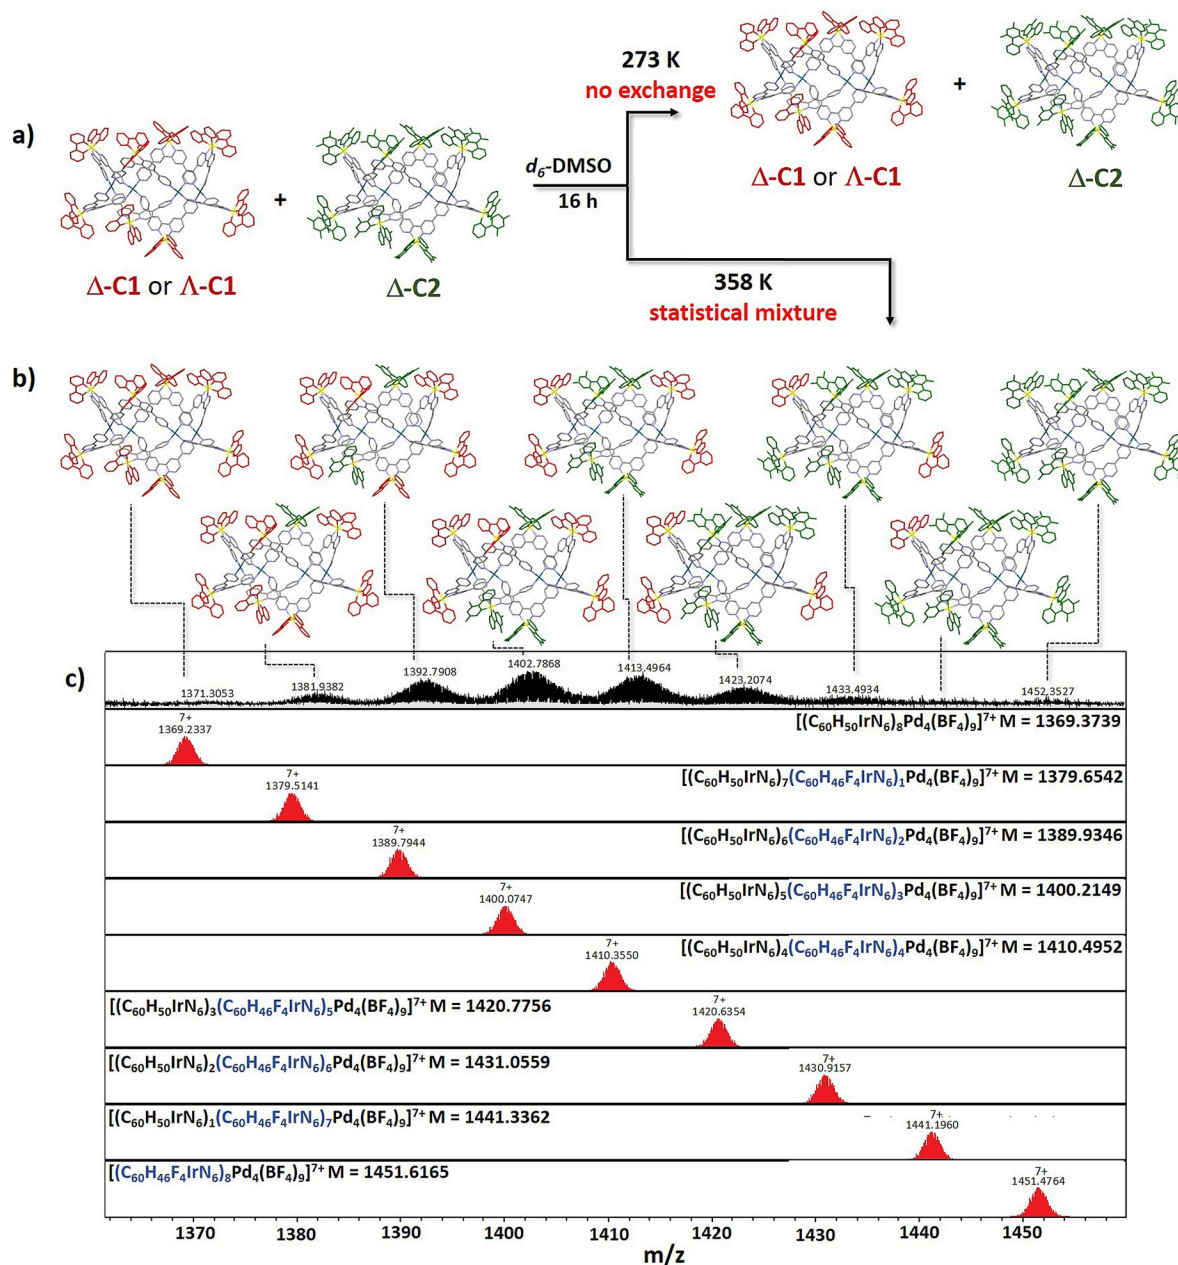 a)
273 K
no exchange
Δ-C1 or Λ-C1
+
Δ-C2
d₆-DMSO
16 h
Δ-C1 or Λ-C1
+
Δ-C2
358 K
statistical mixture
b)
c)
1371.3053
1381.9382
1392.7908
1402.7868
1413.4964
1423.2074
1433.4934
1452.3527
7+
1369.2337
[(C₆₀H₅₀IrN₆)₈Pd₄(BF₄)₉]⁷⁺ M = 1369.3739
7+
1379.5141
[(C₆₀H₅₀IrN₆)₇(C₆₀H₄₆F₄IrN₆)₁Pd₄(BF₄)₉]⁷⁺ M = 1379.6542
7+
1389.7944
[(C₆₀H₅₀IrN₆)₆(C₆₀H₄₆F₄IrN₆)₂Pd₄(BF₄)₉]⁷⁺ M = 1389.9346
7+
1400.0747
[(C₆₀H₅₀IrN₆)₅(C₆₀H₄₆F₄IrN₆)₃Pd₄(BF₄)₉]⁷⁺ M = 1400.2149
7+
1410.3550
[(C₆₀H₅₀IrN₆)₄(C₆₀H₄₆F₄IrN₆)₄Pd₄(BF₄)₉]⁷⁺ M = 1410.4952
[(C₆₀H₅₀IrN₆)₃(C₆₀H₄₆F₄IrN₆)₅Pd₄(BF₄)₉]⁷⁺ M = 1420.7756
7+
1420.6354
[(C₆₀H₅₀IrN₆)₂(C₆₀H₄₆F₄IrN₆)₆Pd₄(BF₄)₉]⁷⁺ M = 1431.0559
7+
1430.9157
[(C₆₀H₅₀IrN₆)₁(C₆₀H₄₆F₄IrN₆)₇Pd₄(BF₄)₉]⁷⁺ M = 1441.3362
7+
1441.1960
[(C₆₀H₄₆F₄IrN₆)₈Pd₄(BF₄)₉]⁷⁺ M = 1451.6165
7+
1451.4764
1370 1380 1390 1400 1410 1420 1430 1440 1450
m/z